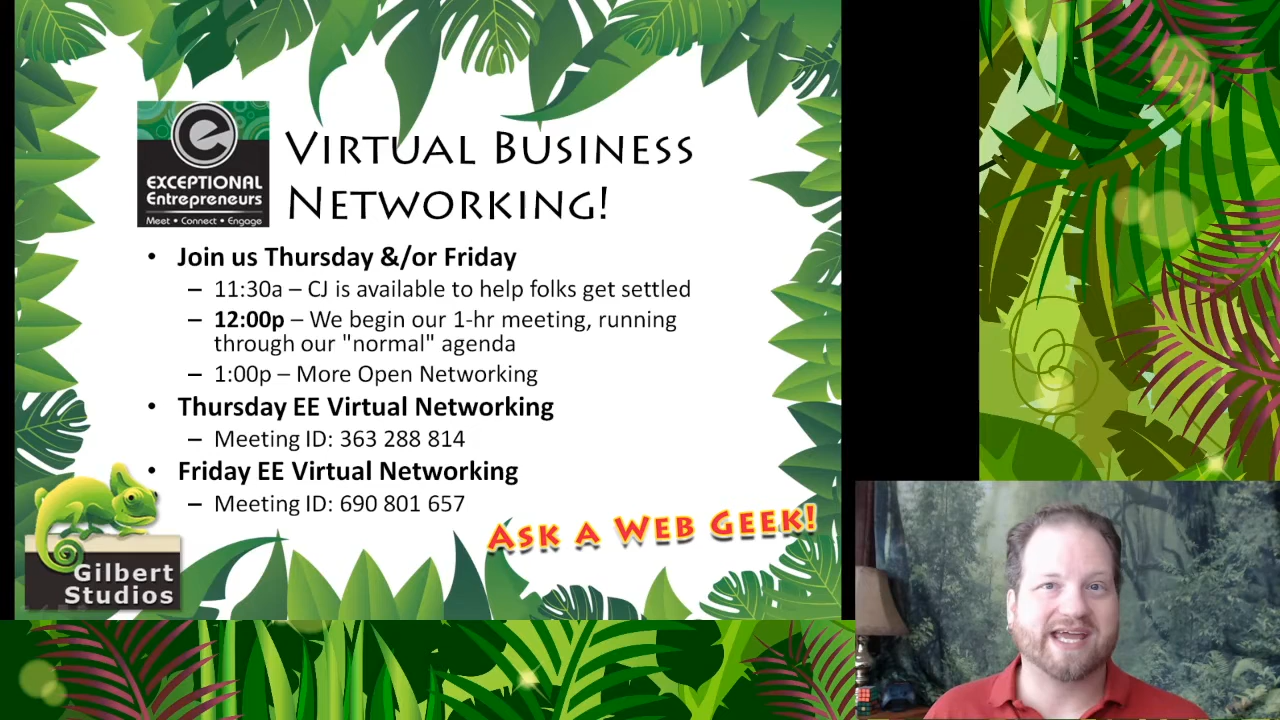 e
EXCEPTIONAL
Entrepreneurs
Meet • Connect • Engage
VIRTUAL BUSINESS
NETWORKING!
• Join us Thursday &/or Friday
– 11:30a – CJ is available to help folks get settled
– 12:00p – We begin our 1-hr meeting, running
through our "normal" agenda
– 1:00p – More Open Networking
• Thursday EE Virtual Networking
– Meeting ID: 363 288 814
• Friday EE Virtual Networking
– Meeting ID: 690 801 657
ASK A WEB GEEK!
Gilbert
Studios